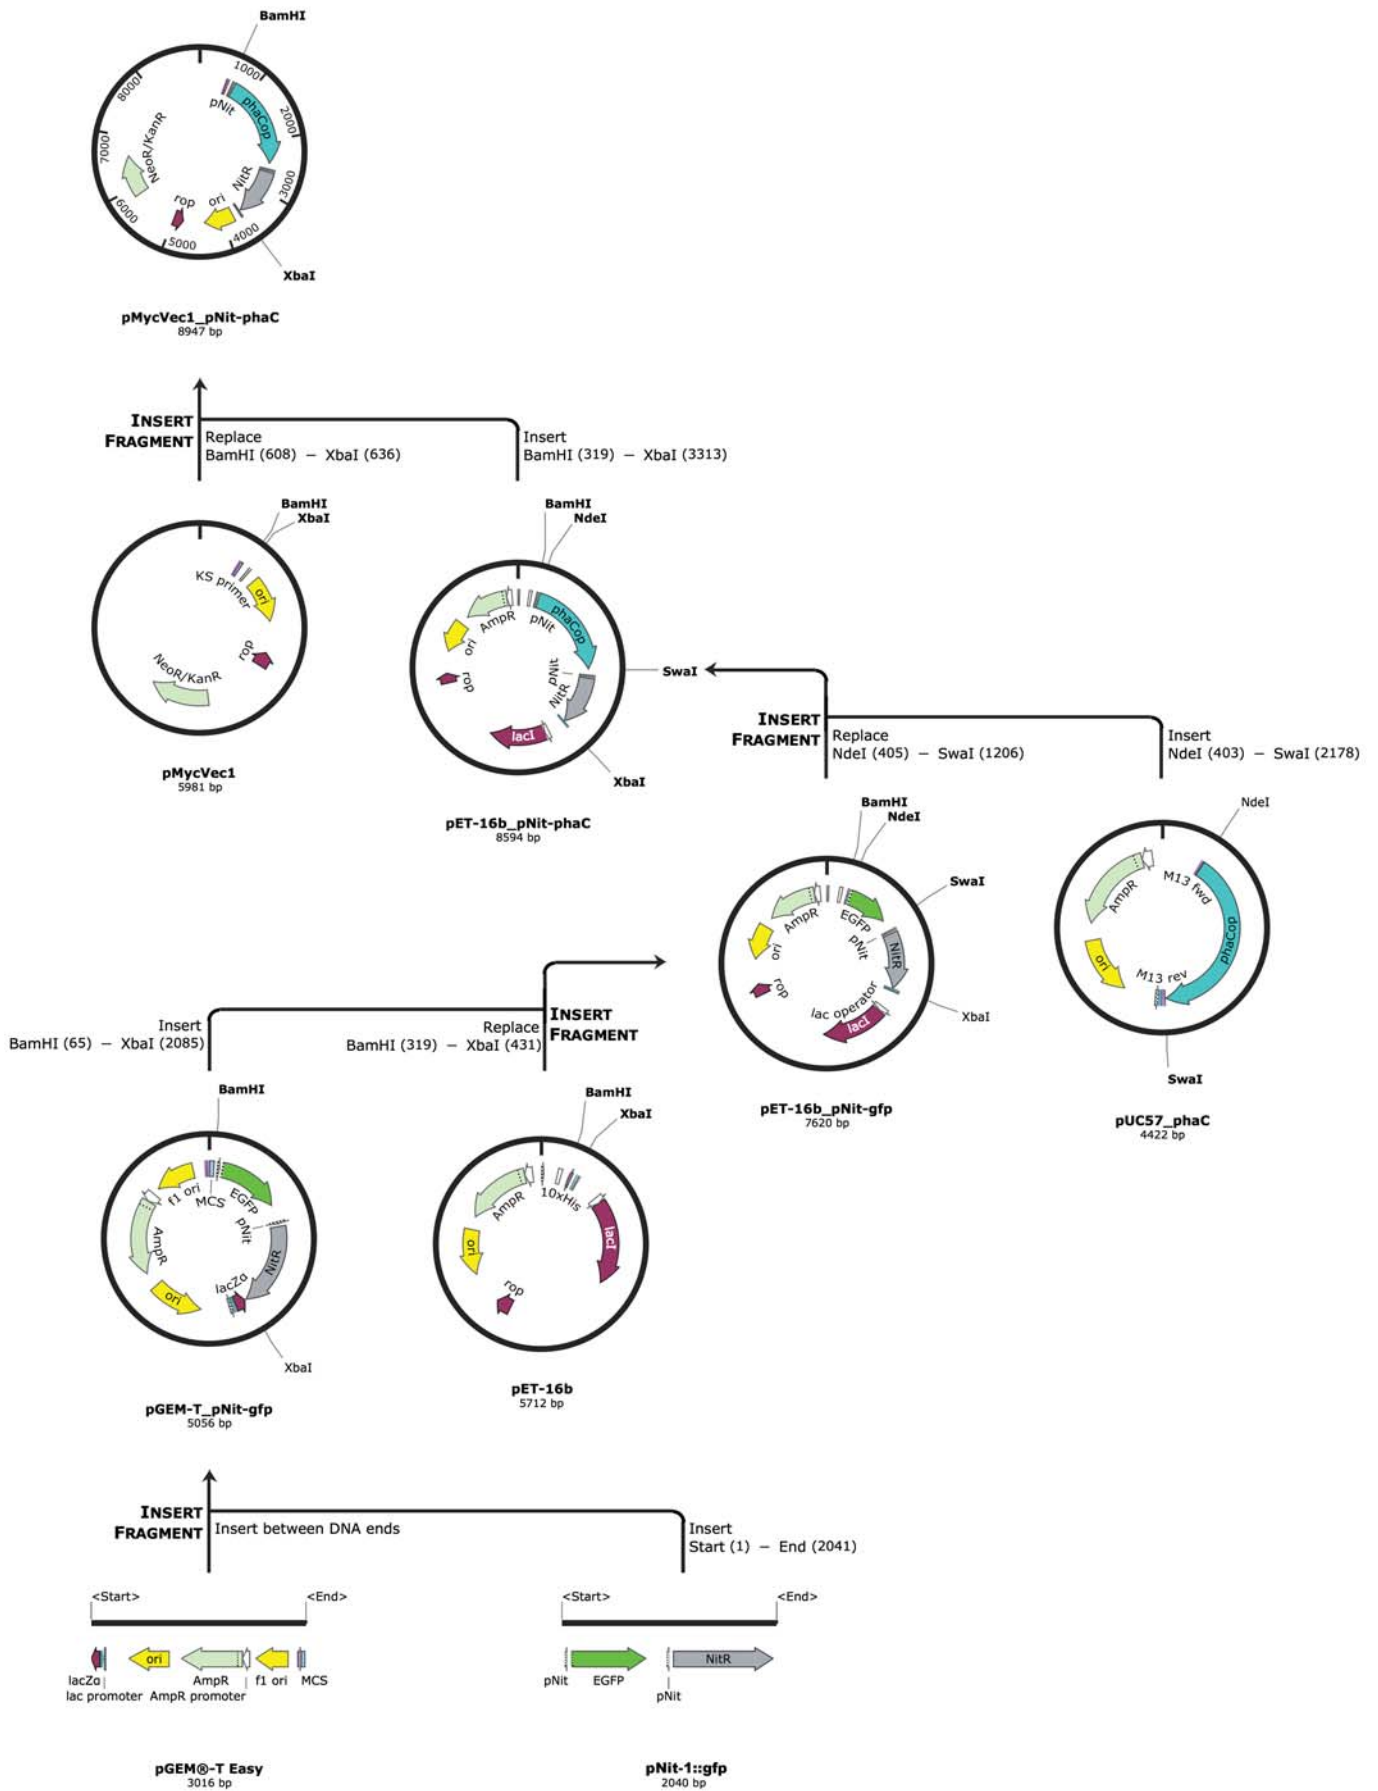 BamHI
1000
2000
3000
4000
5000
6000
7000
8000
pNit
phaCop
NitR
ori
rop
NeoR/KanR
XbaI
pMycVec1_pNit-phaC
8947 bp
INSERT
FRAGMENT
Replace
BamHI (608) – XbaI (636)
Insert
BamHI (319) – XbaI (3313)
BamHI
XbaI
KS primer
ori
rop
NeoR/KanR
pMycVec1
5981 bp
BamHI
NdeI
AmpR
pNit
phaCop
ori
rop
pNit
NitR
lacI
SwaI
XbaI
pET-16b_pNit-phaC
8594 bp
INSERT
FRAGMENT
Replace
NdeI (405) – SwaI (1206)
Insert
NdeI (403) – SwaI (2178)
BamHI
NdeI
SwaI
AmpR
EGFP
ori
pNit
NitR
rop
lac operator
lacI
XbaI
pET-16b_pNit-gfp
7620 bp
NdeI
AmpR
M13 fwd
phaCop
ori
M13 rev
SwaI
pUC57_phaC
4422 bp
Insert
BamHI (65) – XbaI (2085)
Replace
BamHI (319) – XbaI (431)
INSERT
FRAGMENT
BamHI
f1 ori
MCS
EGFP
AmpR
pNit
NitR
lacZα
ori
XbaI
pGEM-T_pNit-gfp
5056 bp
BamHI
XbaI
AmpR
10xHis
ori
lacI
rop
pET-16b
5712 bp
INSERT
FRAGMENT
Insert between DNA ends
Insert
Start (1) – End (2041)
<Start>
<End>
ori
lacZα
AmpR
f1 ori
MCS
lac promoter
AmpR promoter
pGEM®-T Easy
3016 bp
<Start>
<End>
NitR
pNit
EGFP
pNit
pNit-1::gfp
2040 bp